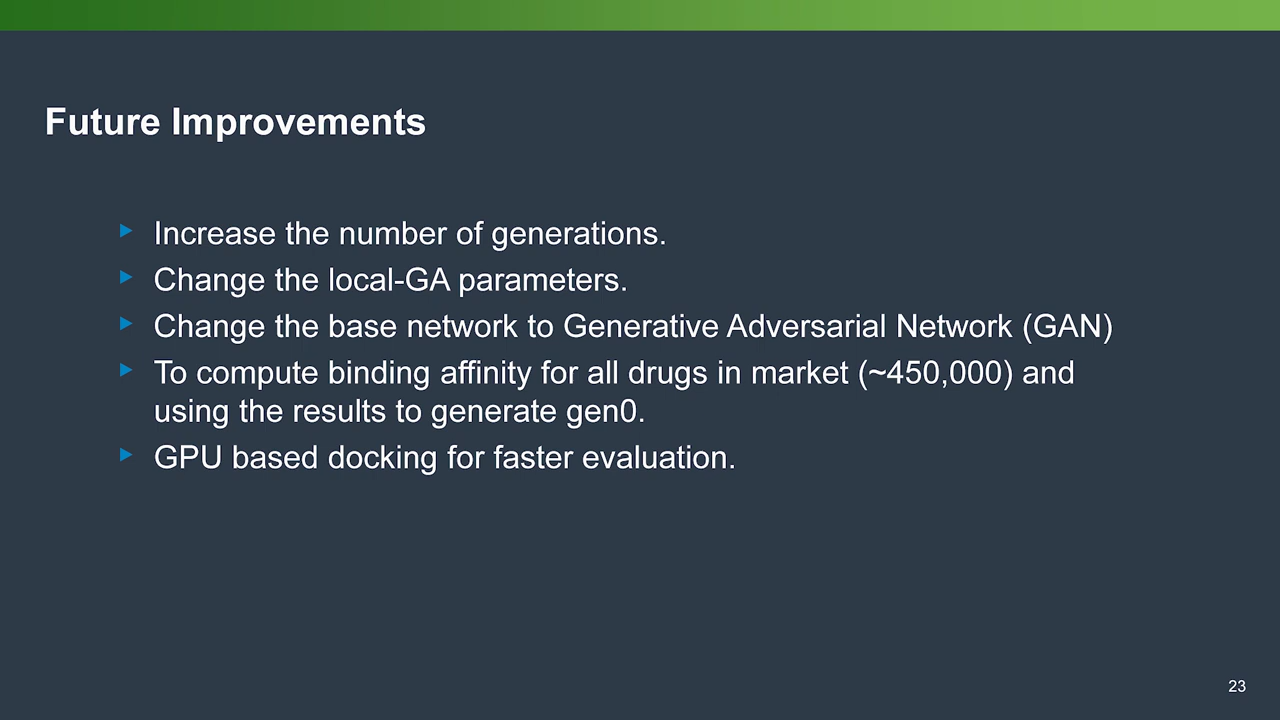 Future Improvements
Increase the number of generations.
Change the local-GA parameters.
Change the base network to Generative Adversarial Network (GAN)
To compute binding affinity for all drugs in market (~450,000) and
using the results to generate gen0.
GPU based docking for faster evaluation.
23